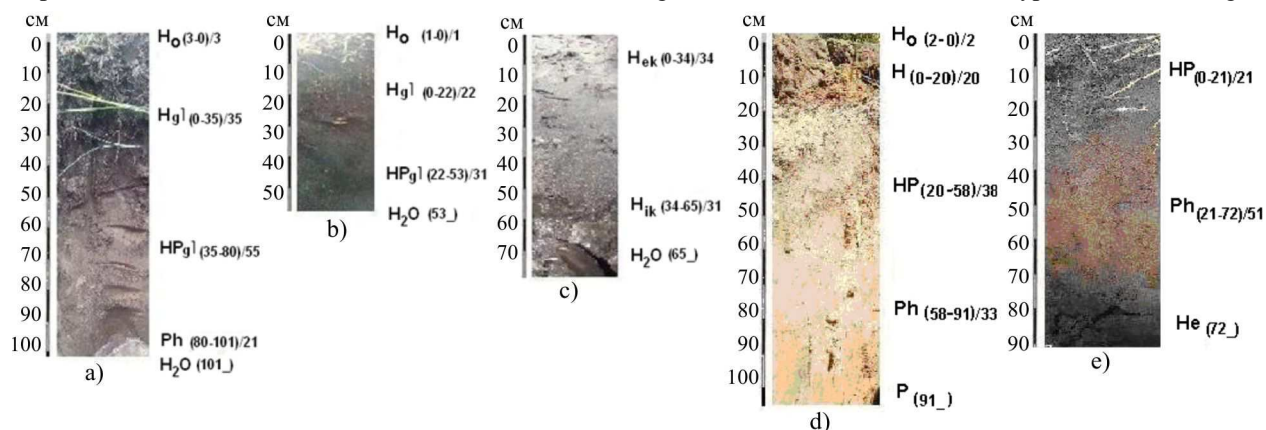 см
0
10
20
30
40
50
60
70
80
90
100
Ho (3-0)/3
Hgl (0-35)/35
HPgl (35-80)/55
Ph (80-101)/21
H₂O (101_)
a)
см
0
10
20
30
40
50
Ho (1-0)/1
Hgl (0-22)/22
HPgl (22-53)/31
H₂O (53_)
b)
см
0
10
20
30
40
50
60
70
Hek (0-34)/34
Hik (34-65)/31
H₂O (65_)
c)
см
0
10
20
30
40
50
60
70
80
90
100
Ho (2-0)/2
H (0-20)/20
HP (20-58)/38
Ph (58-91)/33
P (91_)
d)
см
0
10
20
30
40
50
60
70
80
90
HP (0-21)/21
Ph (21-72)/51
He (72_)
e)